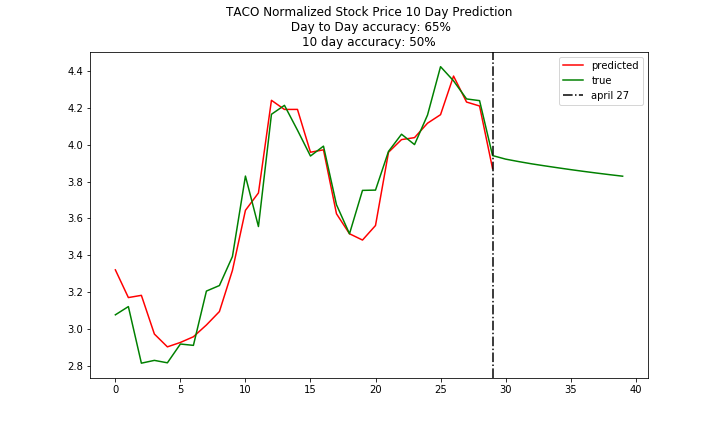 TACO Normalized Stock Price 10 Day Prediction
Day to Day accuracy: 65%
10 day accuracy: 50%
predicted
true
april 27
4.4
4.2
4.0
3.8
3.6
3.4
3.2
3.0
2.8
0 5 10 15 20 25 30 35 40